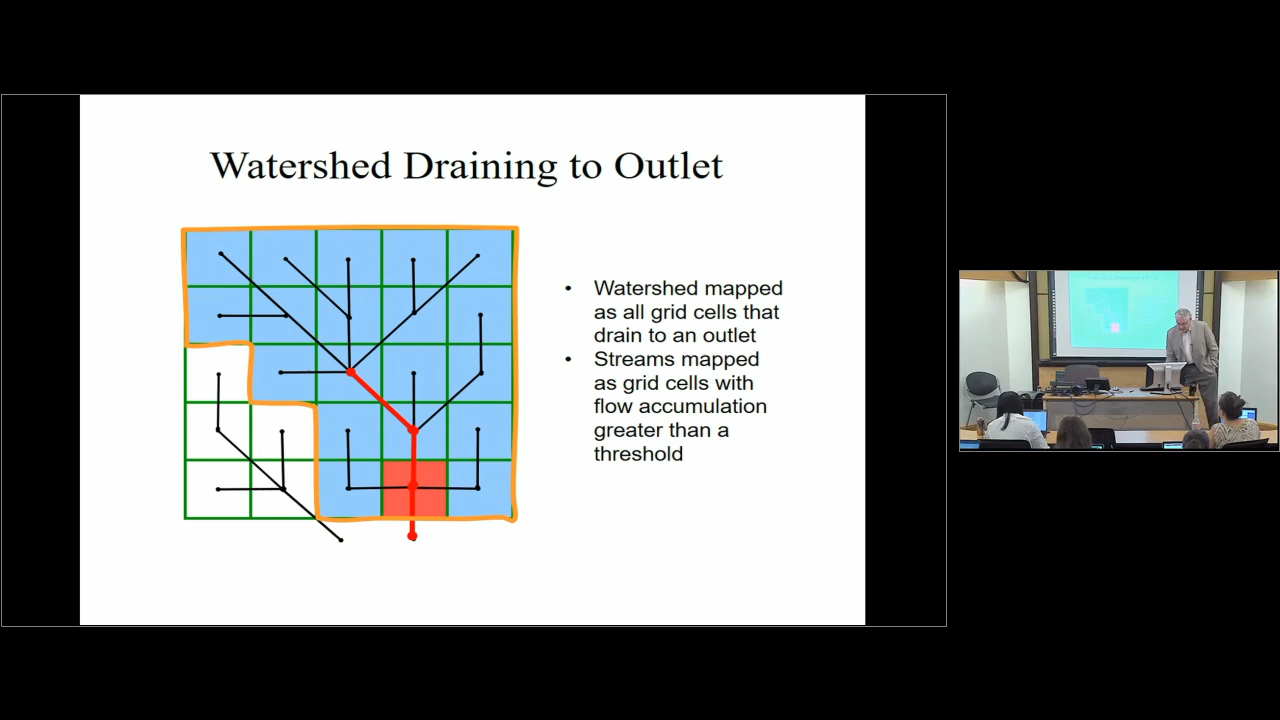 Watershed Draining to Outlet
• Watershed mapped
as all grid cells that
drain to an outlet
• Streams mapped
as grid cells with
flow accumulation
greater than a
threshold